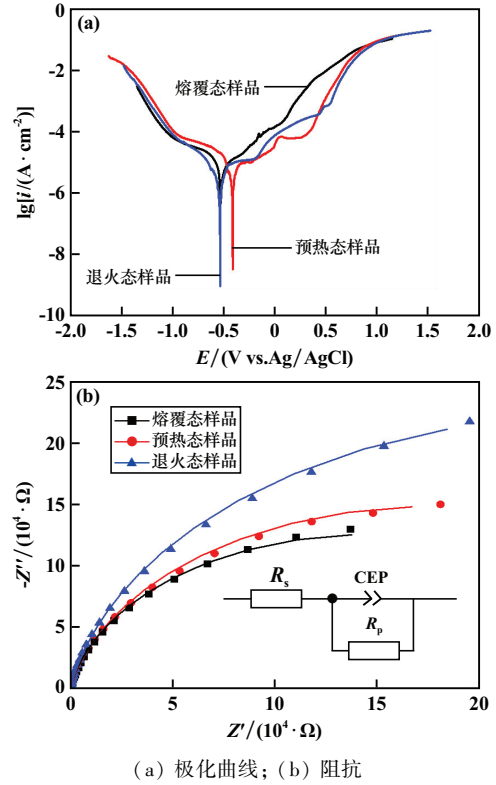 (a)
0
-2
-4
-6
-8
-10
lg[i/(A·cm⁻²)]
熔覆态样品
预热态样品
退火态样品
-2.0 -1.5 -1.0 -0.5 0 0.5 1.0 1.5 2.0
E/(V vs.Ag/AgCl)
(b)
25
20
15
10
5
0
-Z''/(10⁴·Ω)
熔覆态样品
预热态样品
退火态样品
Rs
CEP
Rp
0 5 10 15 20
Z'/(10⁴·Ω)
(a) 极化曲线; (b) 阻抗